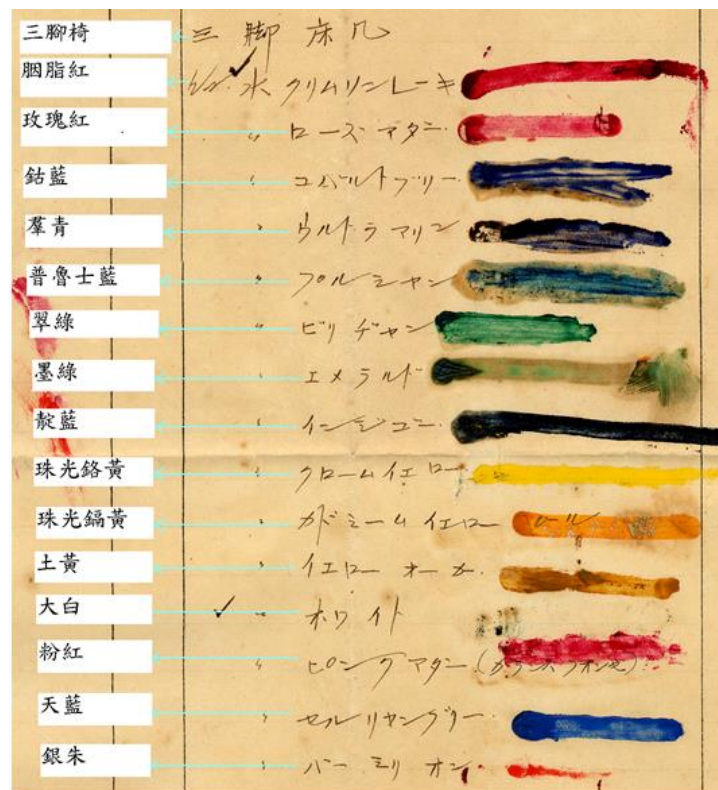 三腳椅 三脚床几
胭脂紅 水クリムソンレーキ
玫瑰紅 〃 ローズマダー
鈷藍 〃 コバルトブリー
羣青 〃 ウルトラマリン
普魯士藍 〃 プルシヤン
翠綠 〃 ビリヂャン
墨綠 〃 エメラルド
靛藍 〃 インジコー
珠光鉻黃 〃 クロームイエロー
珠光鎘黃 〃 カドミームイエロー
土黃 〃 イエローオーカ
大白 〃 ホワイト
粉紅 〃 ピンクマダー
天藍 〃 セルリヤンブリー
銀朱 〃 バーミリオン